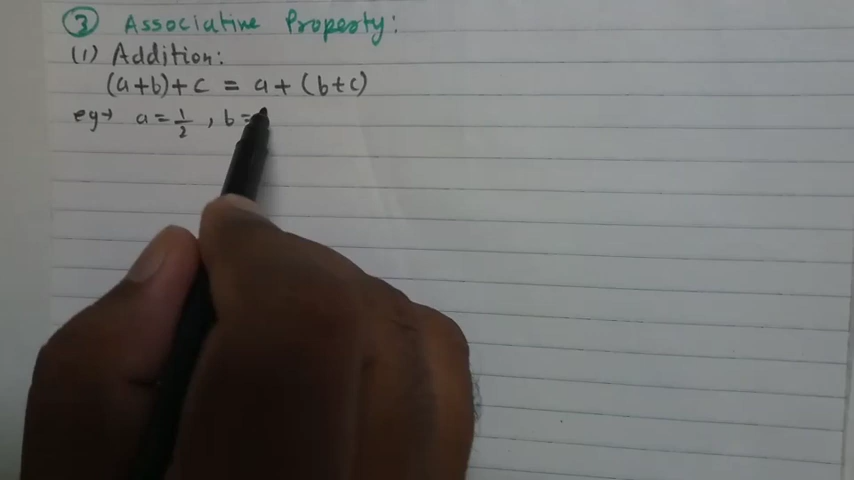 ③ Associative Property:
(1) Addition:
(a+b)+c = a+(b+c)
eg→ a=1/2, b=